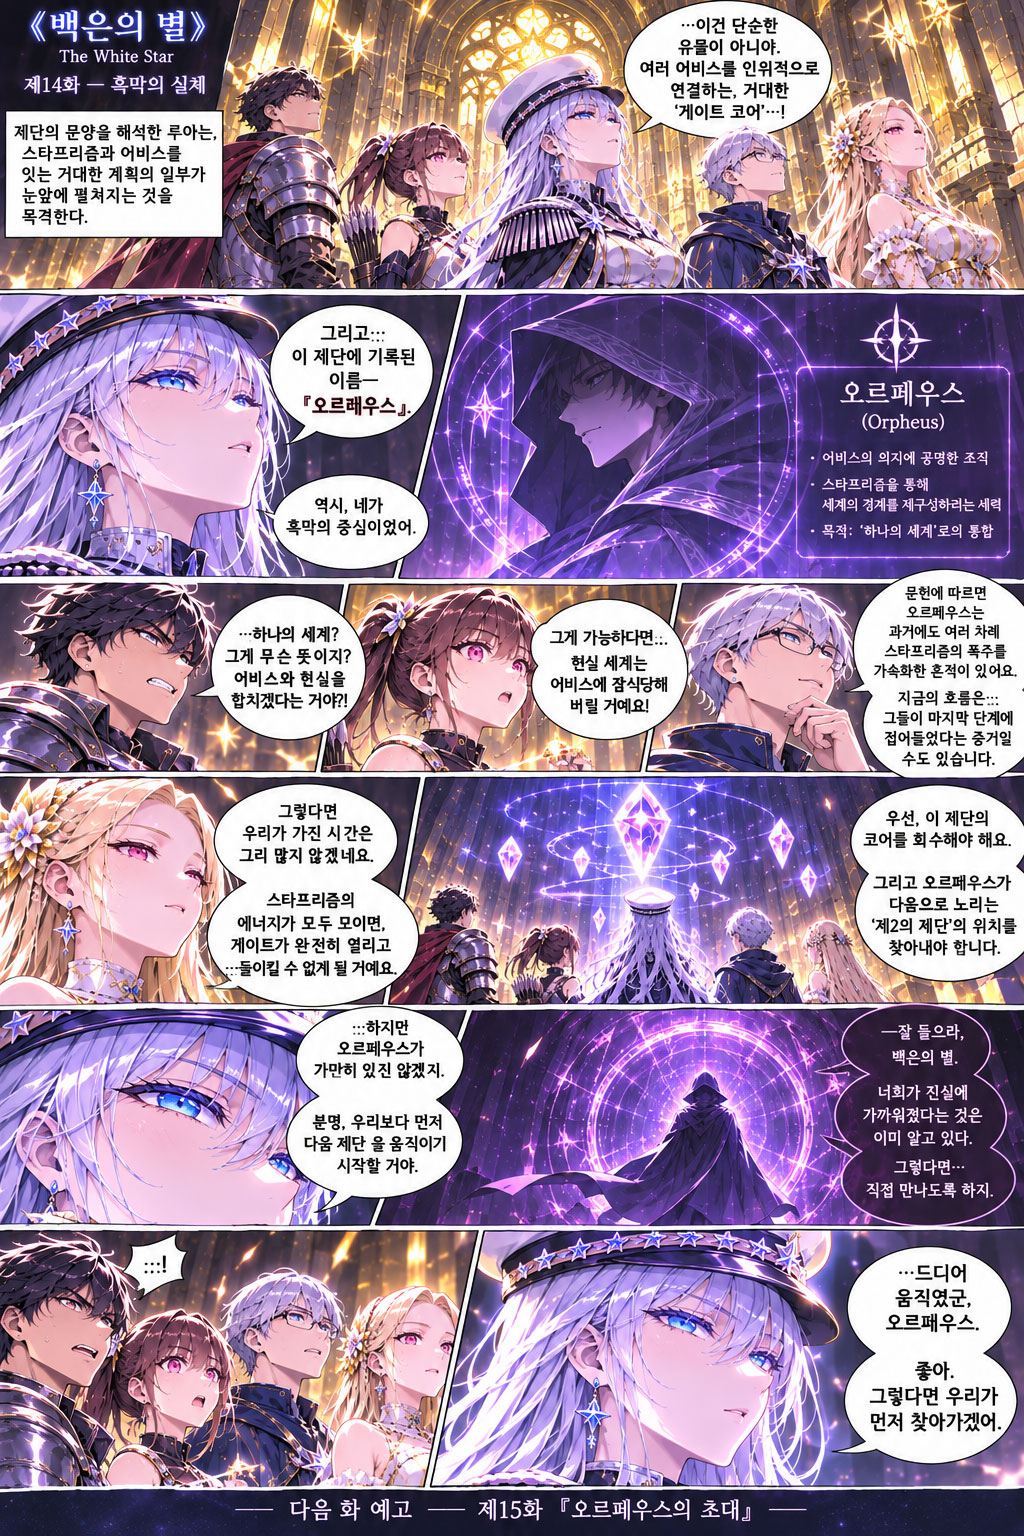 《백은의 별》
The White Star
제14화 — 흑막의 실체
제단의 문양을 해석한 루아는,
스타프리즘과 어비스를
잇는 거대한 계획의 일부가
눈앞에 펼쳐지는 것을
목격한다.
…이건 단순한
유물이 아니야.
여러 어비스를 인위적으로
연결하는, 거대한
‘게이트 코어’…!
그리고:::
이 제단에 기록된
이름—
『오르페우스』.
역시, 네가
흑막의 중심이었어.
오르페우스
(Orpheus)
• 어비스의 의지에 공명한 조직
• 스타프리즘을 통해
세계의 경계를 재구성하려는 세력
• 목적: ‘하나의 세계’로의 통합
…하나의 세계?
그게 무슨 뜻이지?
어비스와 현실을
합치겠다는 거야?!
그게 가능하다면:::
현실 세계는
어비스에 잠식당해
버릴 거예요!
문헌에 따르면
오르페우스는
과거에도 여러 차례
스타프리즘의 폭주를
가속화한 흔적이 있어요.
지금의 흐름은:::
그들이 마지막 단계에
접어들었다는 증거일
수도 있습니다.
그렇다면
우리가 가진 시간은
그리 많지 않겠네요.
스타프리즘의
에너지가 모두 모이면,
게이트가 완전히 열리고
:::돌이킬 수 없게 될 거예요.
우선, 이 제단의
코어를 회수해야 해요.
그리고 오르페우스가
다음으로 노리는
‘제2의 제단’의 위치를
찾아내야 합니다.
:::하지만
오르페우스가
가만히 있진 않겠지.
분명, 우리보다 먼저
다음 제단 을 움직이기
시작할 거야.
—잘 들으라,
백은의 별.
너희가 진실에
가까워졌다는 것은
이미 알고 있다.
그렇다면…
직접 만나도록 하지.
:::!
…드디어
움직였군,
오르페우스.
좋아.
그렇다면 우리가
먼저 찾아가겠어.
—— 다음 화 예고 —— 제15화 『오르페우스의 초대』 ——